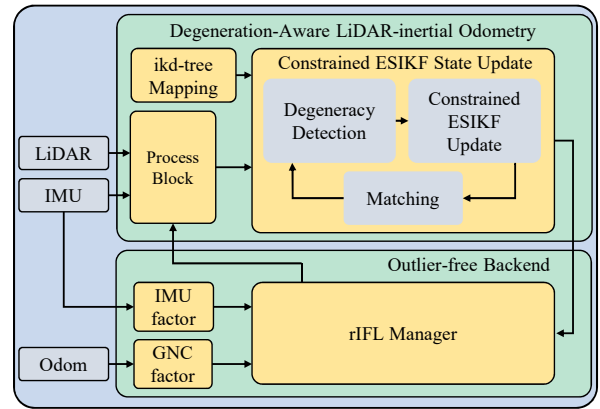 Degeneration-Aware LiDAR-inertial Odometry
ikd-tree
Mapping
Constrained ESIKF State Update
Degeneracy
Detection
Constrained
ESIKF
Update
LiDAR
Process
Block
IMU
Matching
Outlier-free Backend
IMU
factor
rIFL Manager
Odom
GNC
factor